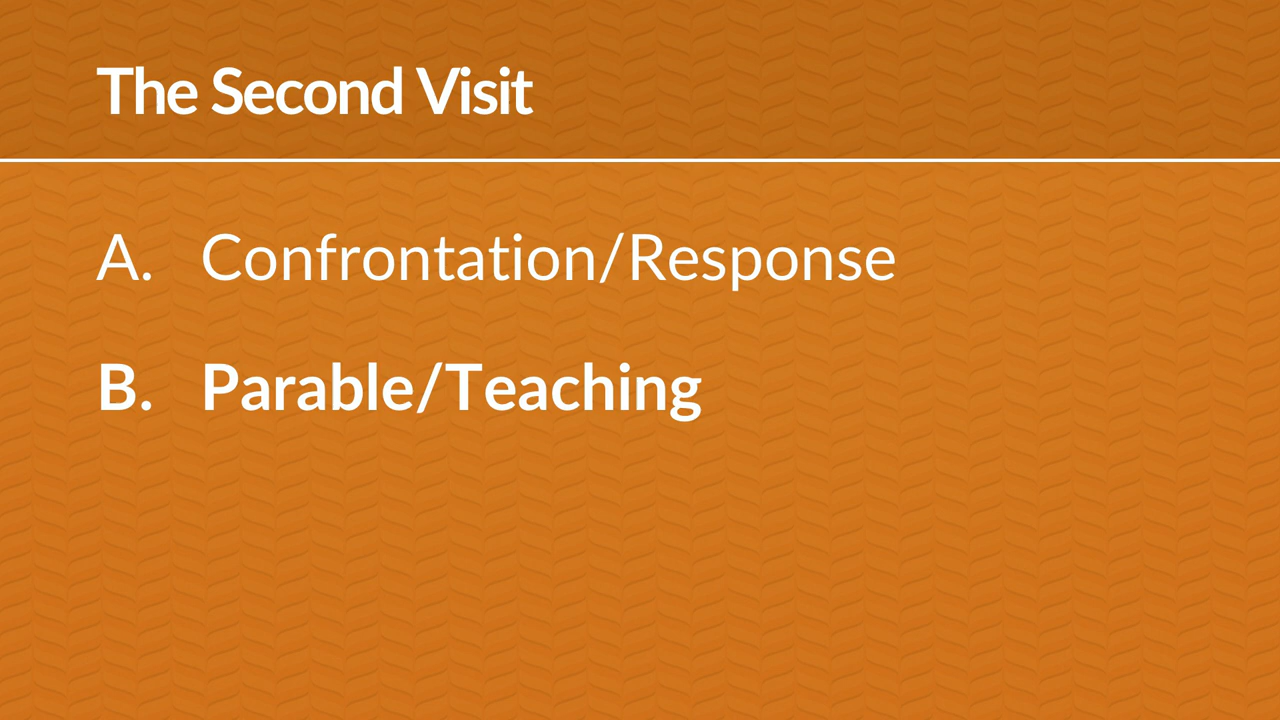 The Second Visit
A. Confrontation/Response
B. Parable/Teaching